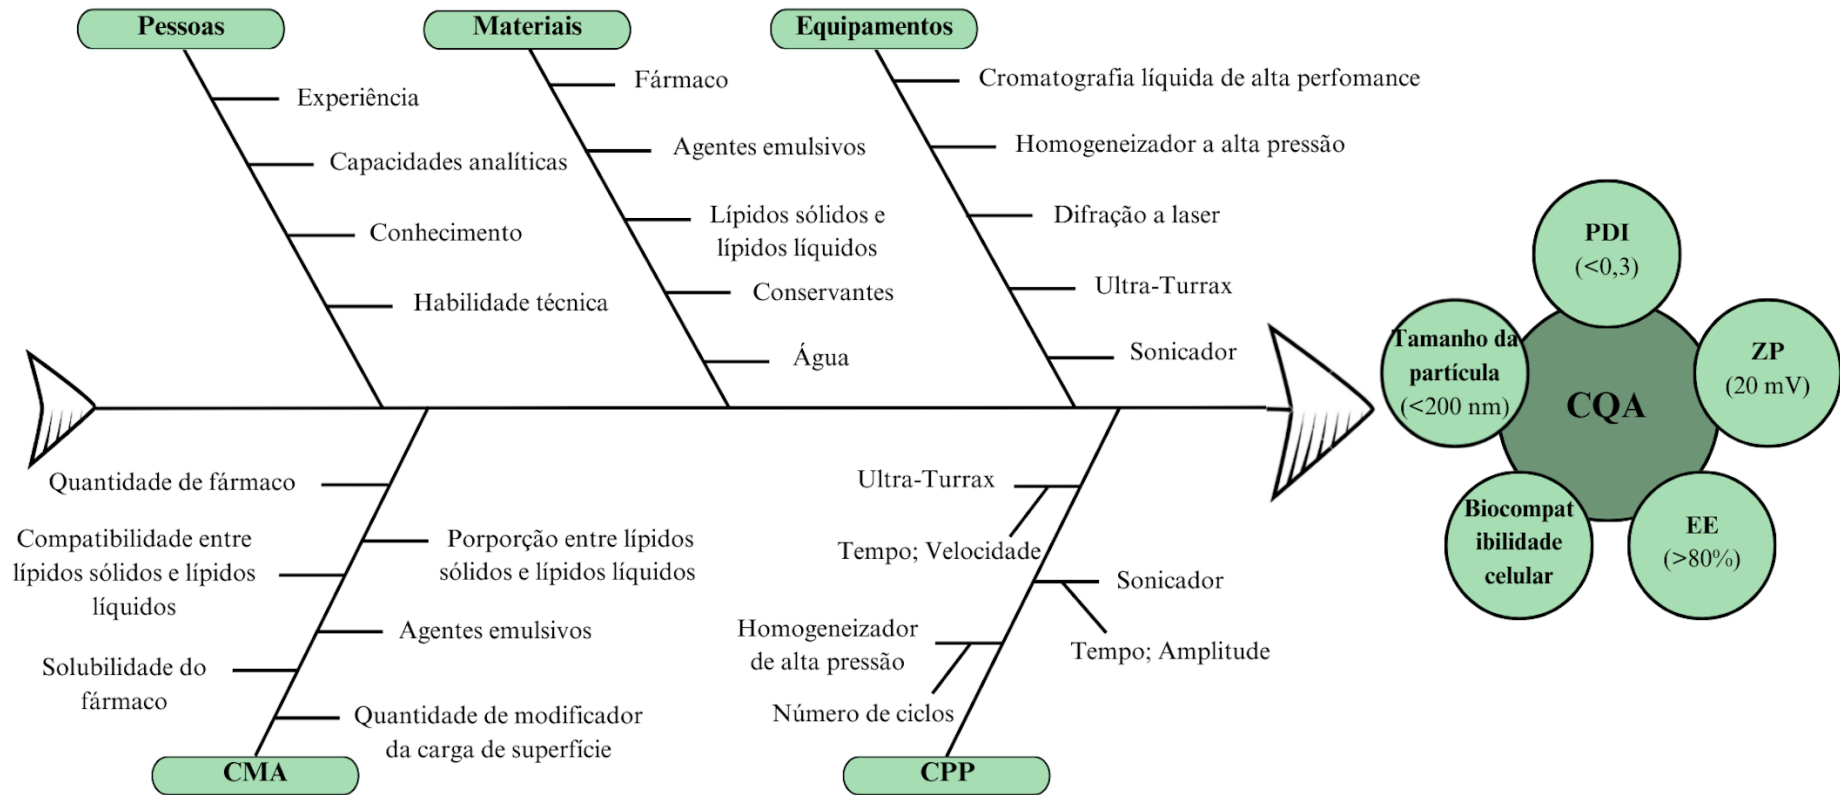 Pessoas
Experiência
Capacidades analíticas
Conhecimento
Habilidade técnica
Materiais
Fármaco
Agentes emulsivos
Lípidos sólidos e
lípidos líquidos
Conservantes
Água
Equipamentos
Cromatografia líquida de alta perfomance
Homogeneizador a alta pressão
Difração a laser
Ultra-Turrax
Sonicador
Quantidade de fármaco
Compatibilidade entre
lípidos sólidos e lípidos
líquidos
Solubilidade do
fármaco
Porporção entre lípidos
sólidos e lípidos líquidos
Agentes emulsivos
Quantidade de modificador
da carga de superfície
CMA
Ultra-Turrax
Tempo; Velocidade
Sonicador
Tempo; Amplitude
Homogeneizador
de alta pressão
Número de ciclos
CPP
PDI
(<0,3)
Tamanho da
partícula
(<200 nm)
ZP
(20 mV)
CQA
Biocompat
ibilidade
celular
EE
(>80%)